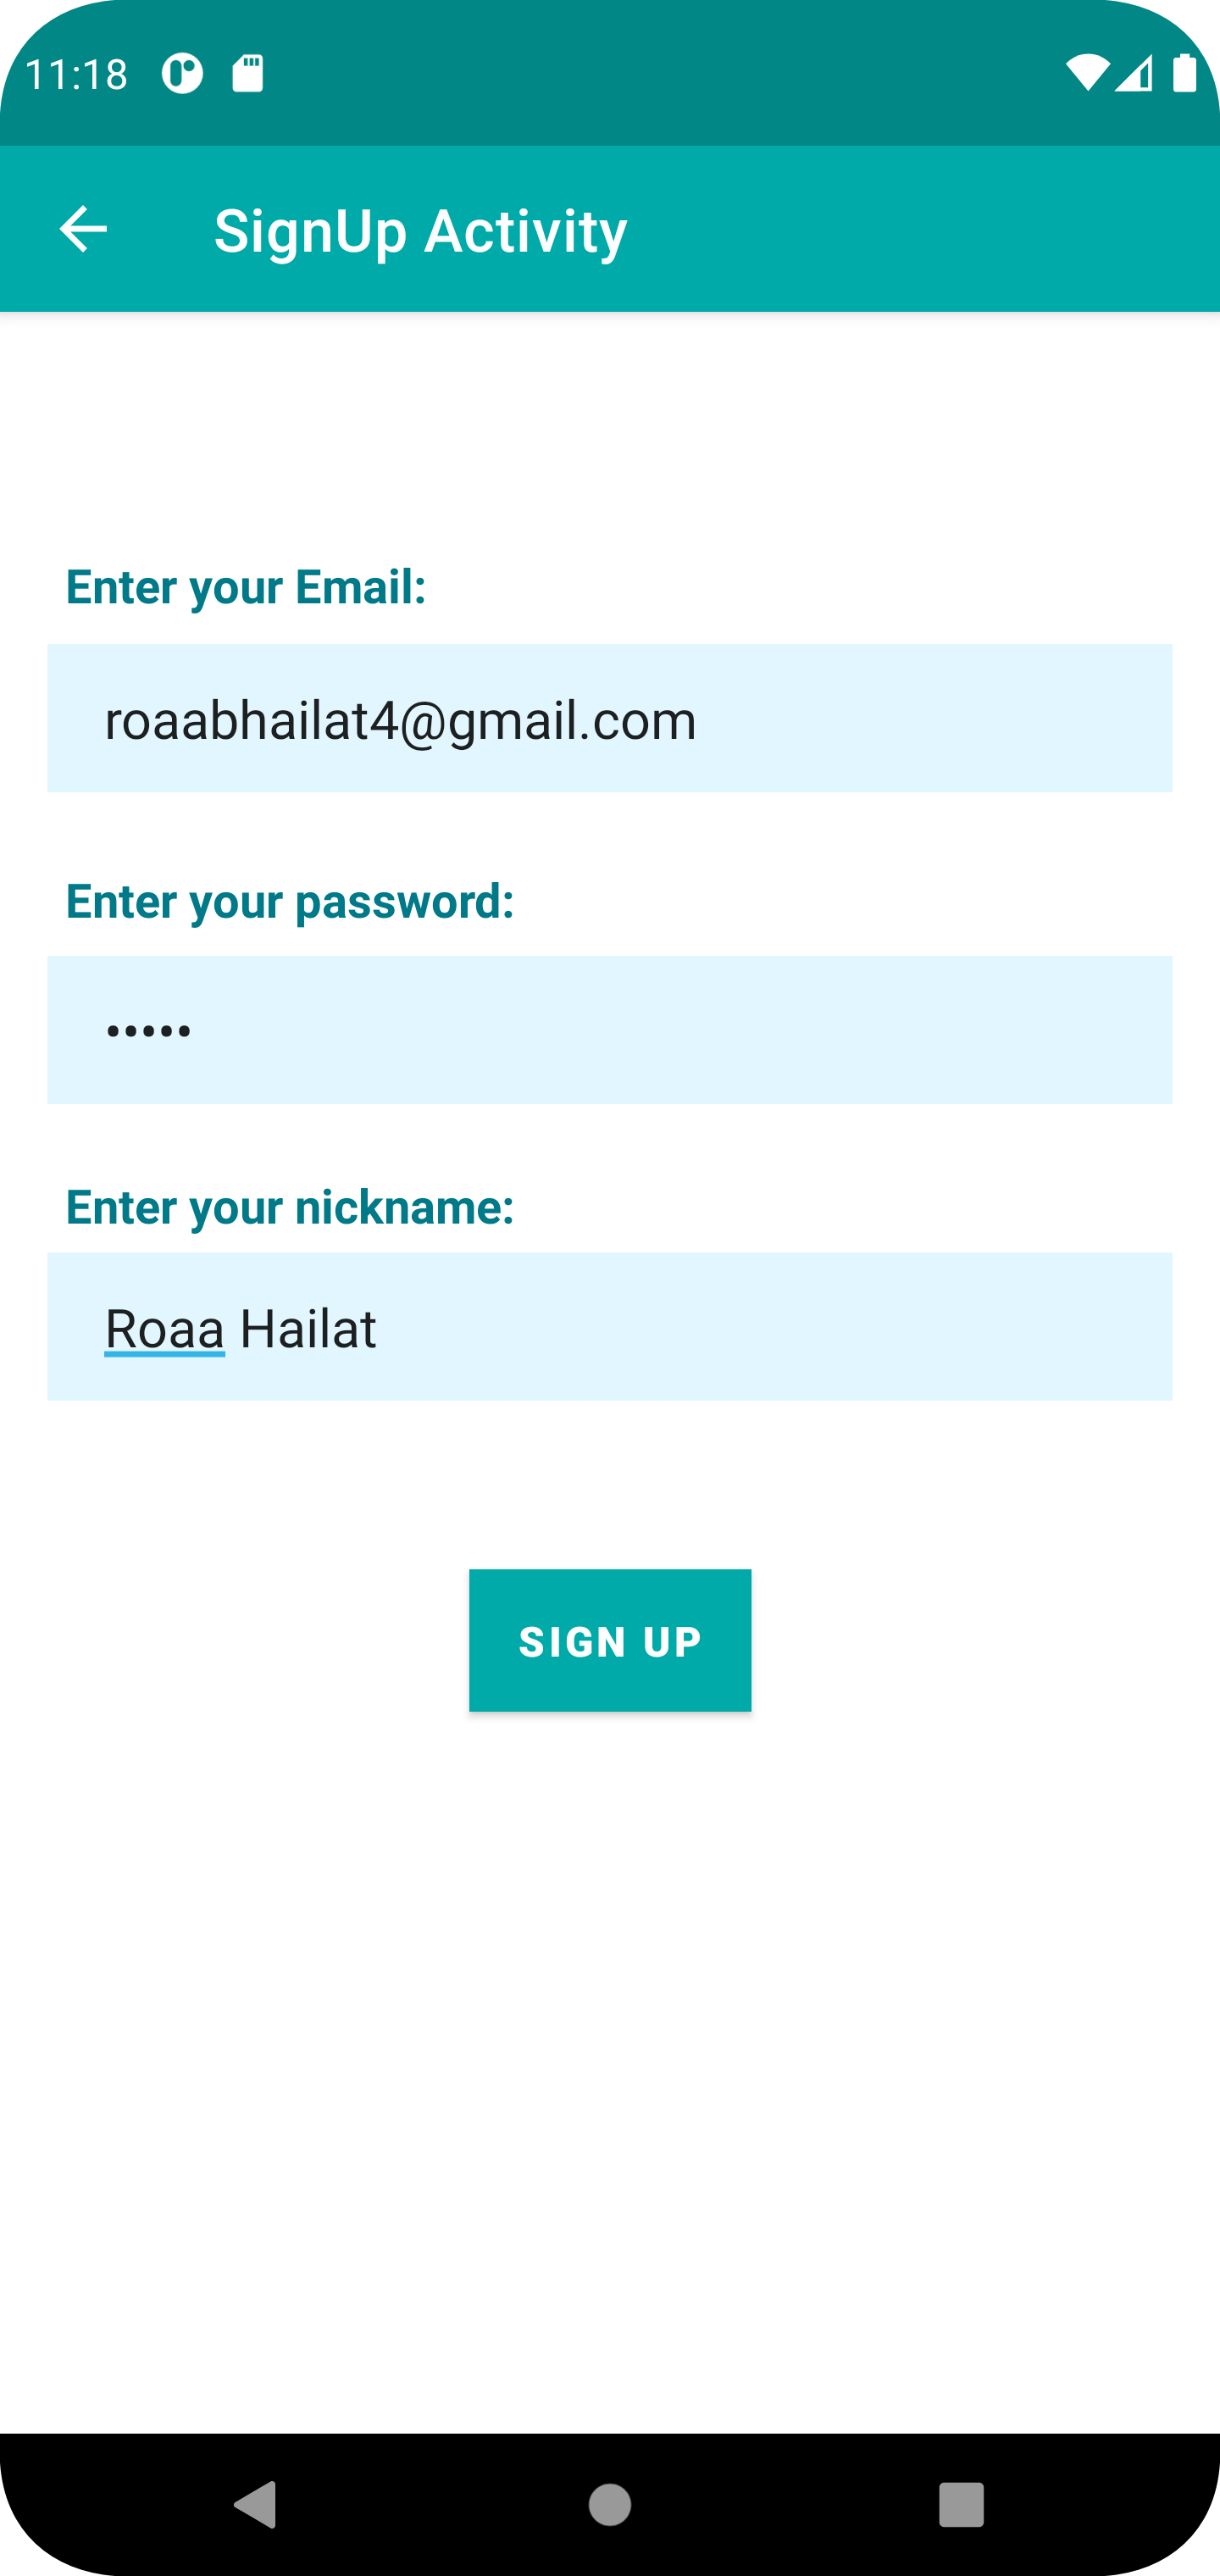 11:18
SignUp Activity
Enter your Email:
roaabhailat4@gmail.com
Enter your password:
•••••
Enter your nickname:
Roaa Hailat
SIGN UP